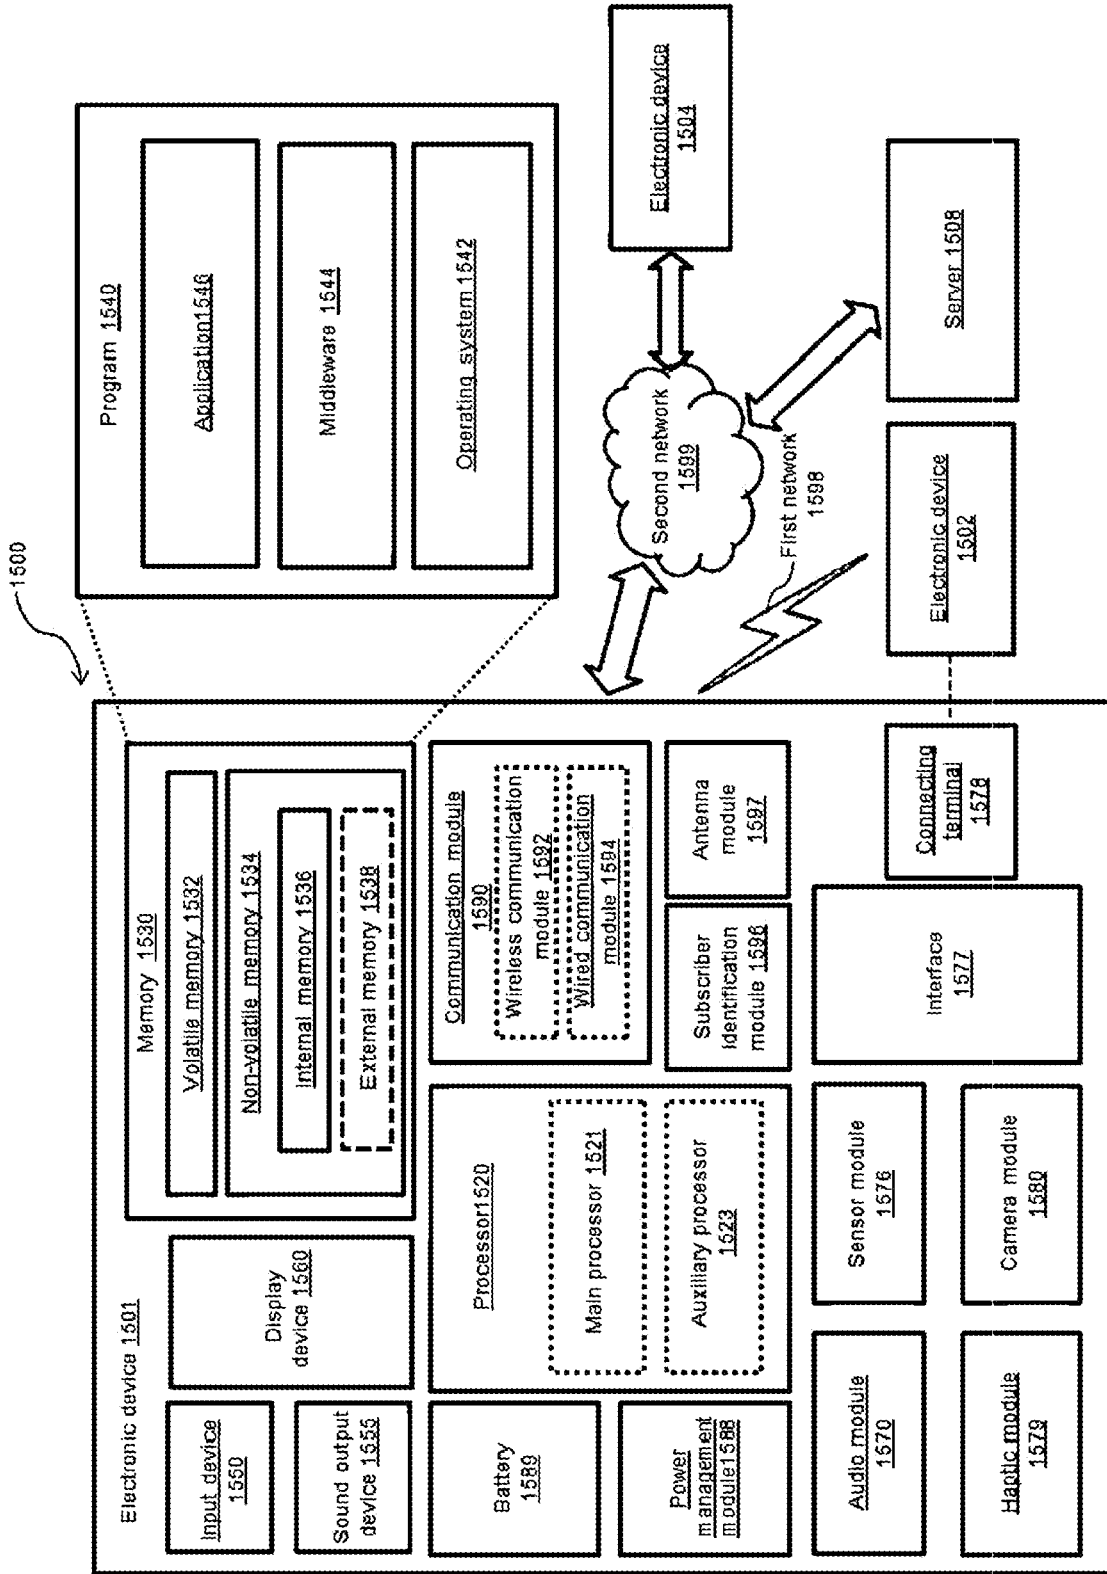 1500
Electronic device 1501
Input device
1550
Sound output
device 1555
Display
device 1560
Memory 1530
Volatile memory 1532
Non-volatile memory 1534
Internal memory 1536
External memory 1538
Program 1540
Application1546
Middleware 1544
Operating system 1542
Battery
1589
Power
management
module1588
Processor1520
Main processor 1521
Auxiliary processor
1523
Communication module
1590
Wireless communication
module 1592
Wired communication
module 1594
Subscriber
identification
module 1596
Antenna
module
1597
Second network
1599
Electronic device
1504
First network
1598
Audio module
1570
Sensor module
1576
Interface
1577
Connecting
terminal
1578
Haptic module
1579
Camera module
1580
Electronic device
1502
Server 1508